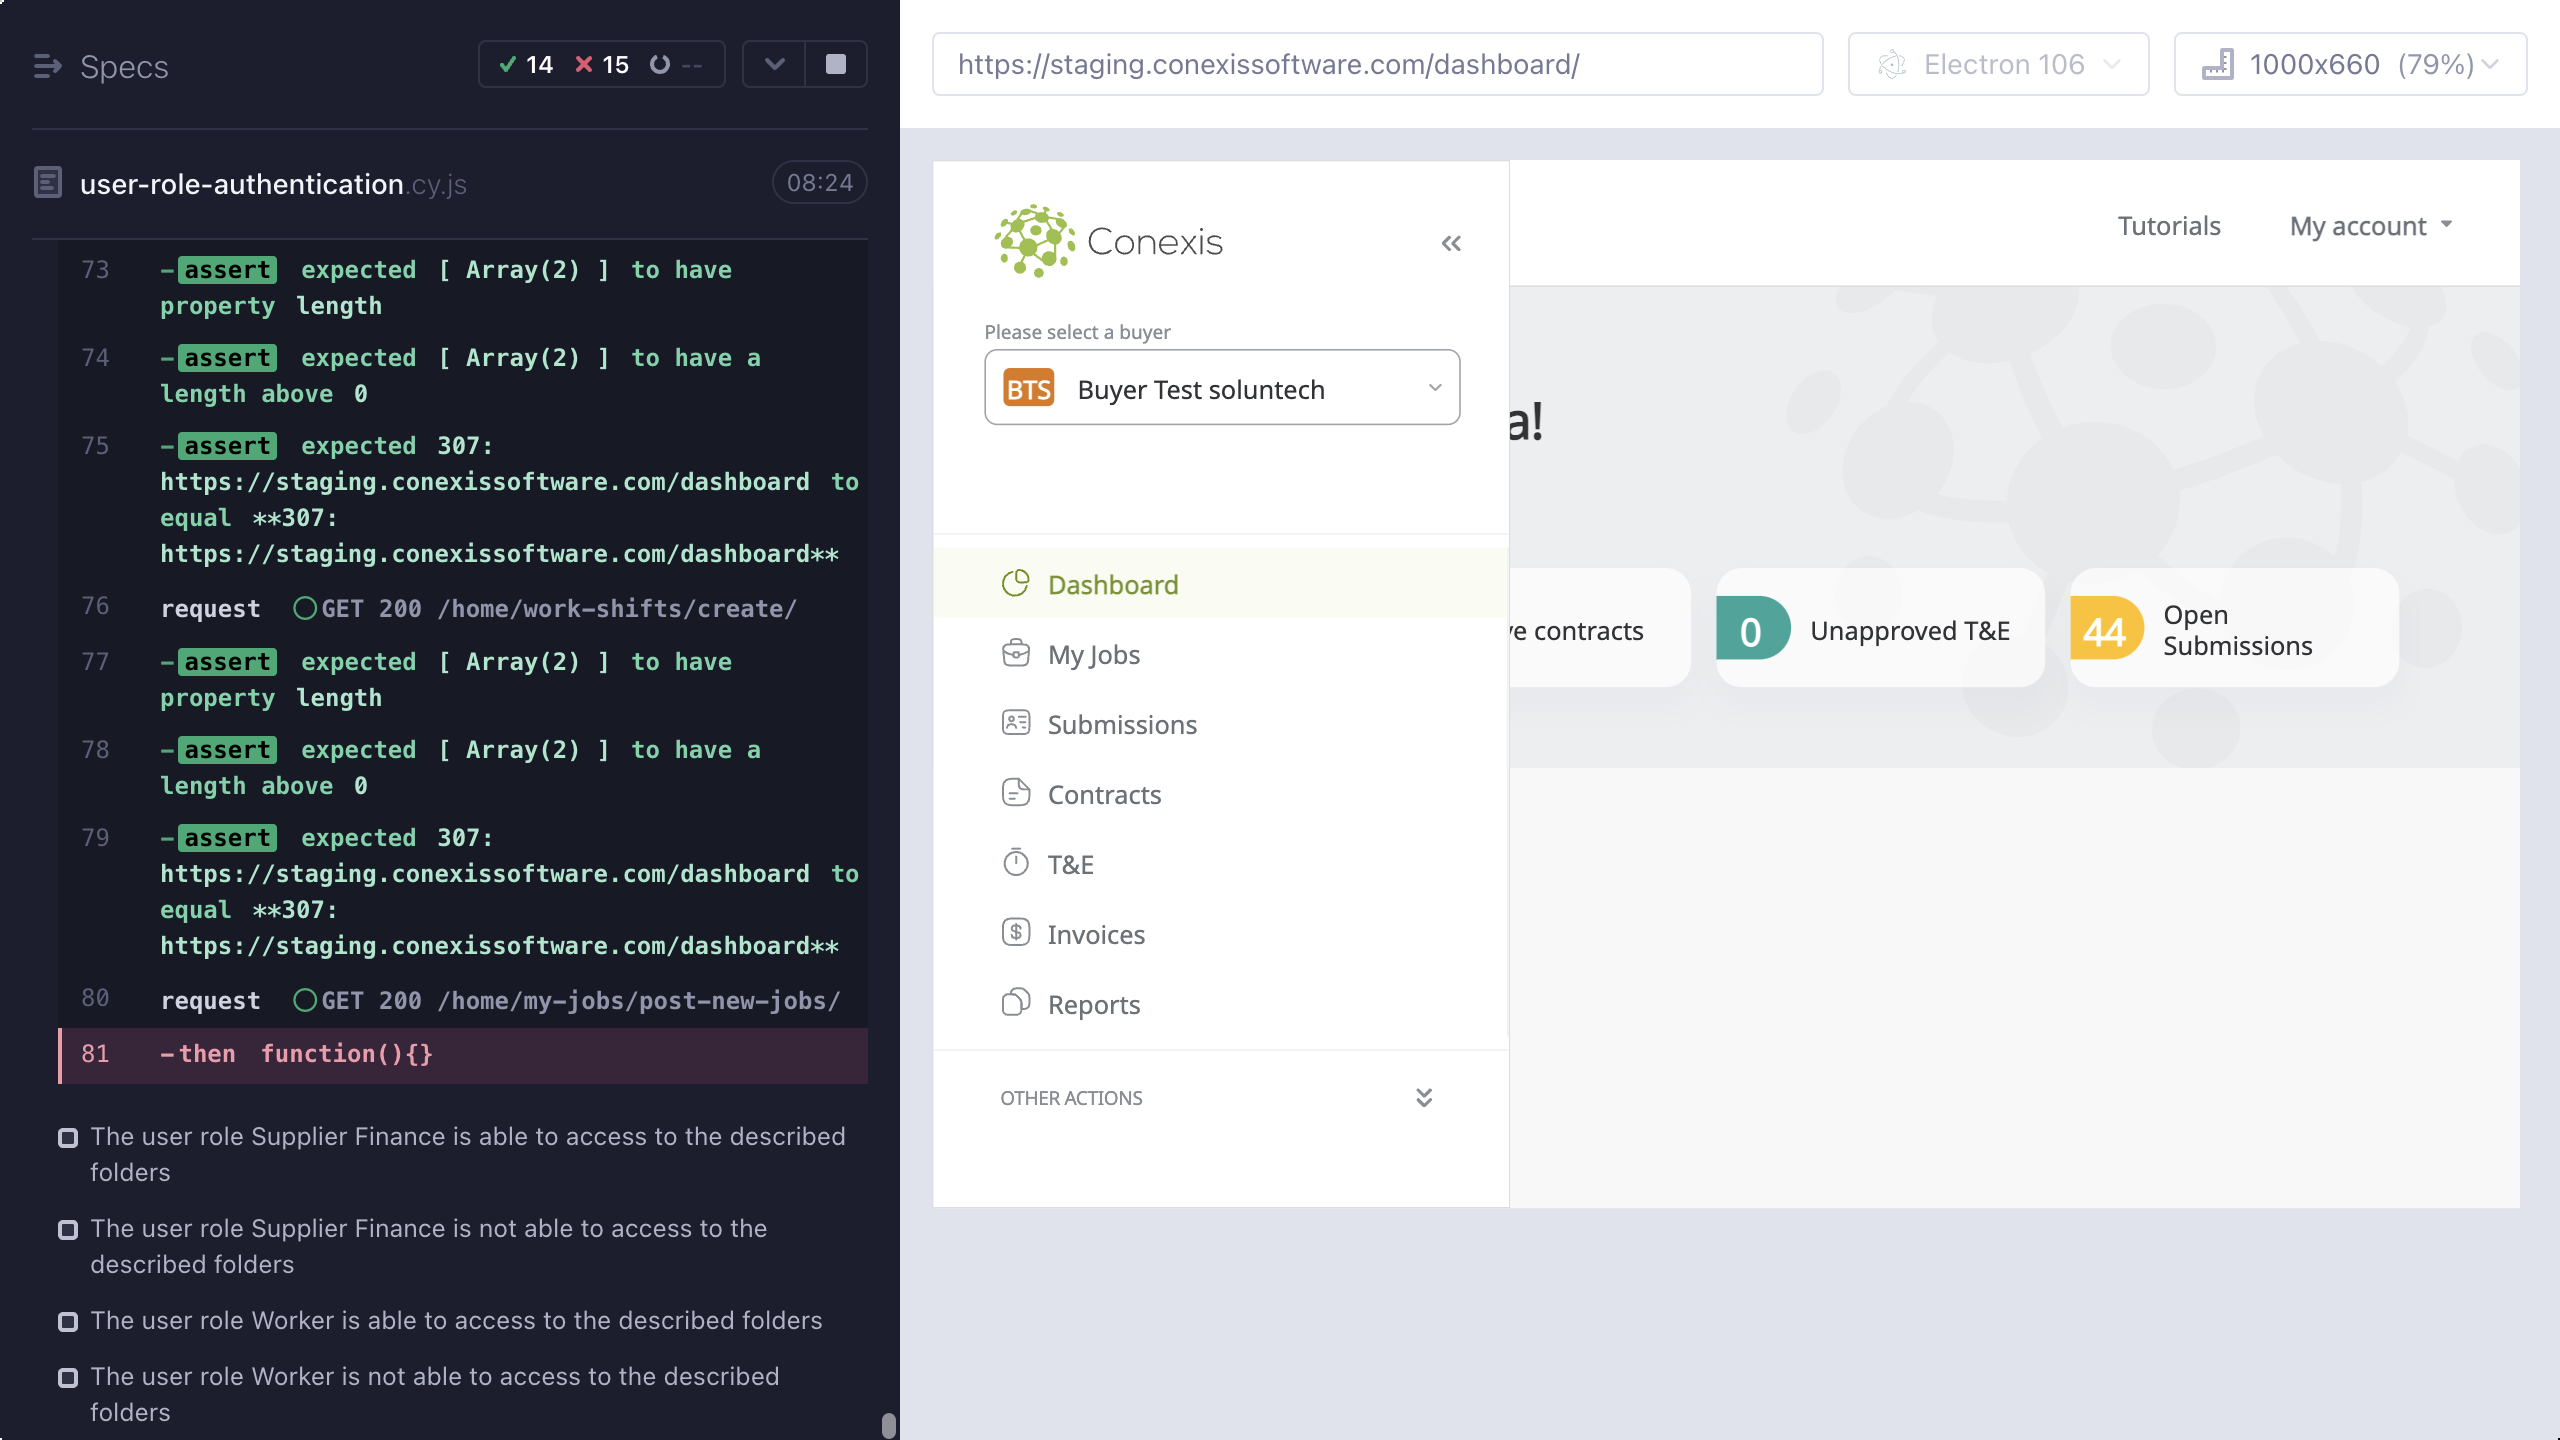 Specs
14 15 --
user-role-authentication.cy.js 08:24
73 -assert expected [ Array(2) ] to have
property length
74 -assert expected [ Array(2) ] to have a
length above 0
75 -assert expected 307:
https://staging.conexissoftware.com/dashboard to
equal **307:
https://staging.conexissoftware.com/dashboard**
76 request GET 200 /home/work-shifts/create/
77 -assert expected [ Array(2) ] to have
property length
78 -assert expected [ Array(2) ] to have a
length above 0
79 -assert expected 307:
https://staging.conexissoftware.com/dashboard to
equal **307:
https://staging.conexissoftware.com/dashboard**
80 request GET 200 /home/my-jobs/post-new-jobs/
81 -then function(){}
The user role Supplier Finance is able to access to the described
folders
The user role Supplier Finance is not able to access to the
described folders
The user role Worker is able to access to the described folders
The user role Worker is not able to access to the described
folders
https://staging.conexissoftware.com/dashboard/
Electron 106
1000x660 (79%)
Conexis
Please select a buyer
BTS Buyer Test soluntech
Dashboard
My Jobs
Submissions
Contracts
T&E
Invoices
Reports
OTHER ACTIONS
Tutorials My account
a!
ve contracts
0 Unapproved T&E
44 Open
Submissions